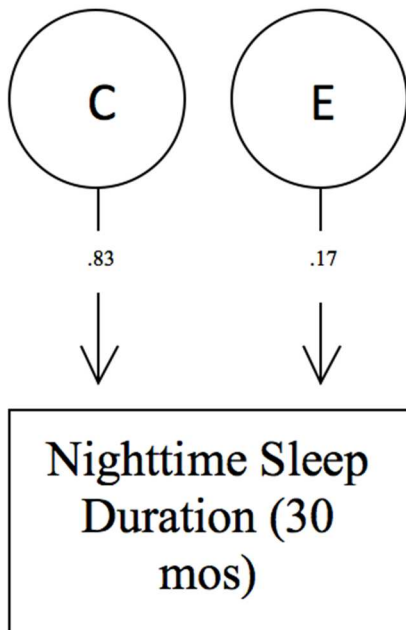 C E
.83 .17
Nighttime Sleep
Duration (30
mos)